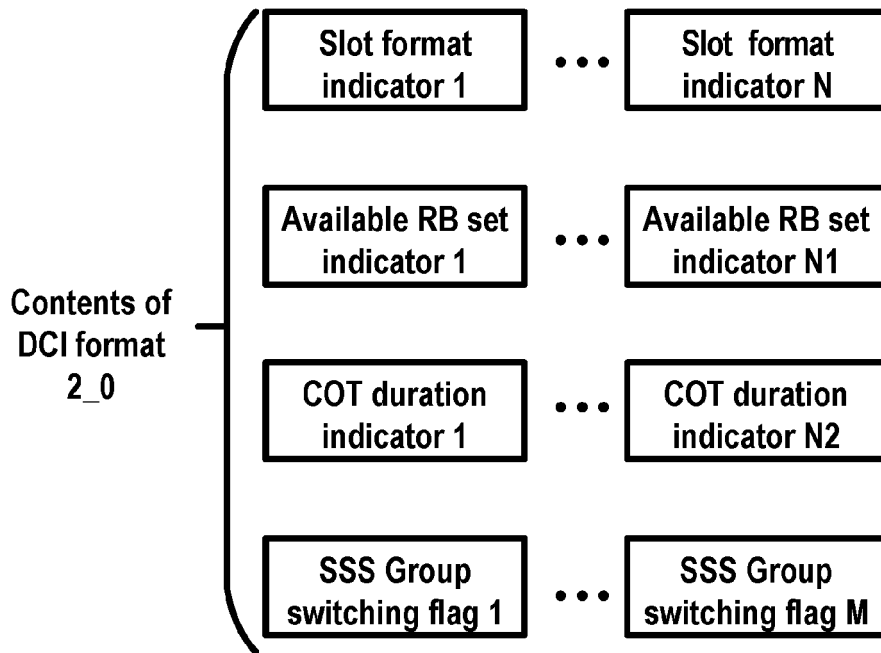 Contents of
DCI format
2_0
Slot format
indicator 1
Slot format
indicator N
Available RB set
indicator 1
Available RB set
indicator N1
COT duration
indicator 1
COT duration
indicator N2
SSS Group
switching flag 1
SSS Group
switching flag M